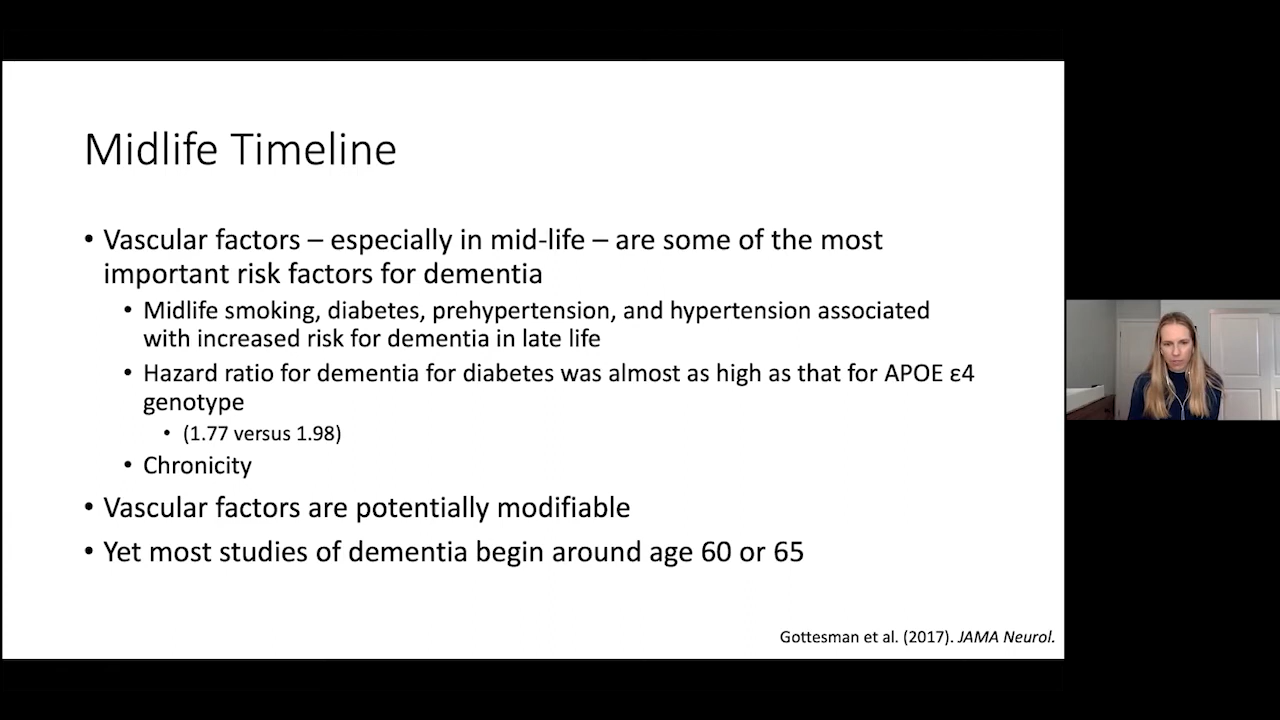 Midlife Timeline
• Vascular factors – especially in mid-life – are some of the most
important risk factors for dementia
• Midlife smoking, diabetes, prehypertension, and hypertension associated
with increased risk for dementia in late life
• Hazard ratio for dementia for diabetes was almost as high as that for APOE ε4
genotype
• (1.77 versus 1.98)
• Chronicity
• Vascular factors are potentially modifiable
• Yet most studies of dementia begin around age 60 or 65
Gottesman et al. (2017). JAMA Neurol.